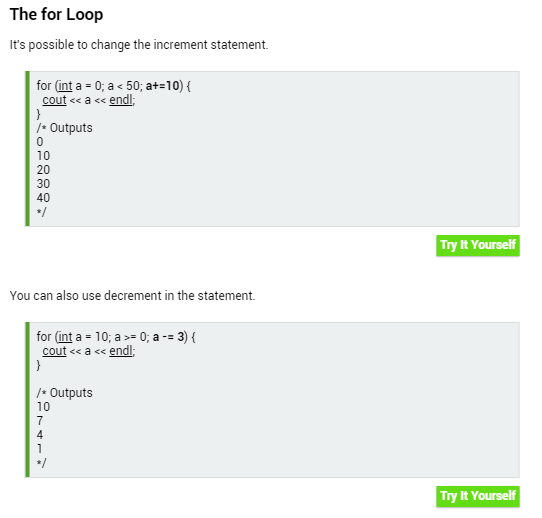 The for Loop
It's possible to change the increment statement.
for (int a = 0; a < 50; a+=10) {
cout << a << endl;
}
/* Outputs
0
10
20
30
40
*/
Try It Yourself
You can also use decrement in the statement.
for (int a = 10; a >= 0; a -= 3) {
cout << a << endl;
}
/* Outputs
10
7
4
1
*/
Try It Yourself